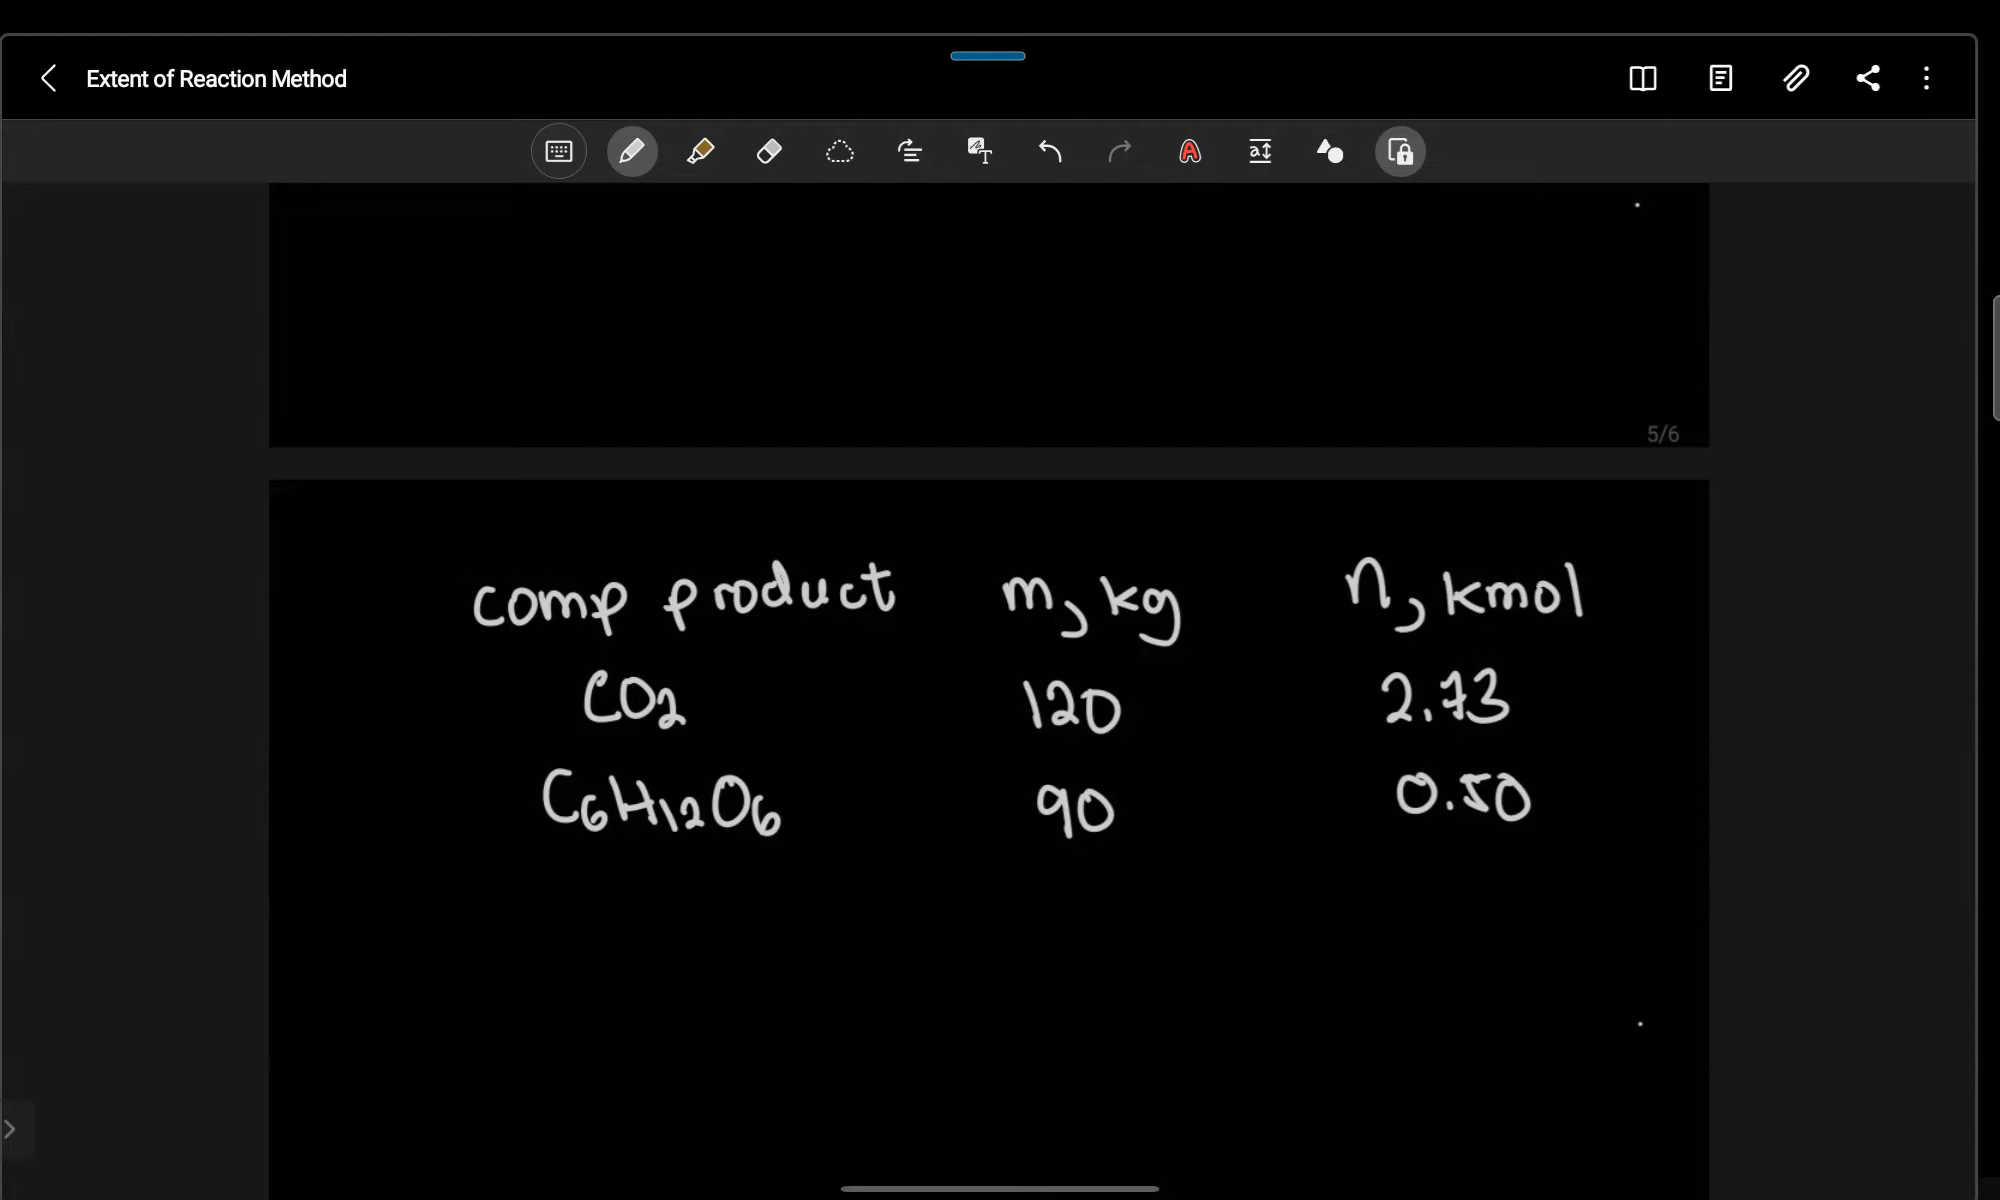 Extent of Reaction Method
5/6
comp product m, kg n, kmol
CO2 120 2.73
C6H12O6 90 0.50